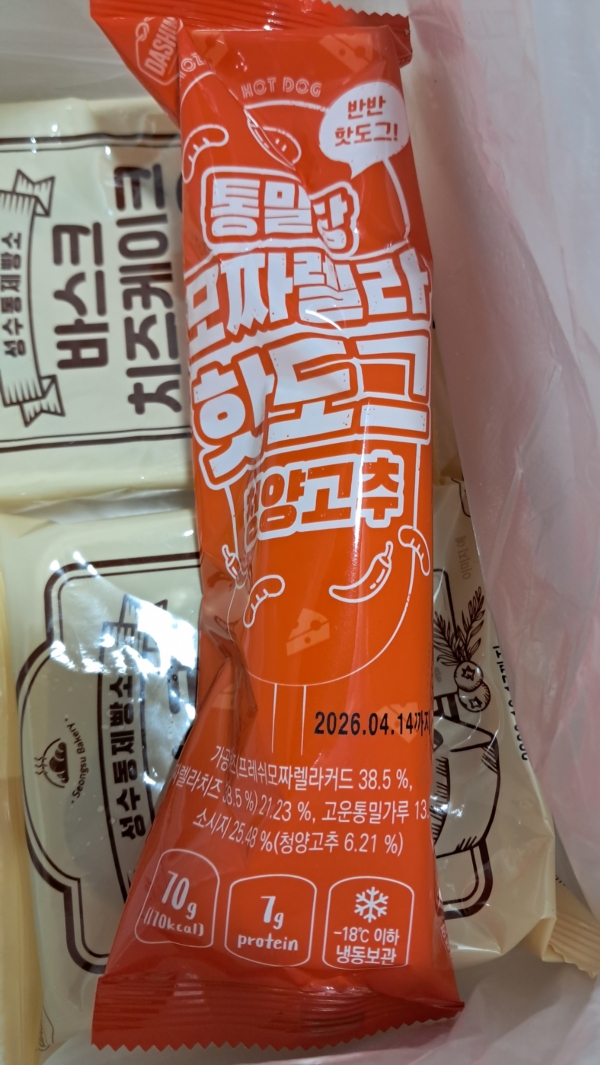 DASHI
HOT DOG
반반
핫도그!
통밀당
모짜렐라
핫도그
청양고추
2026.04.14까지
38.5 %,
21.23 %, 고운통밀가루
소시지 25.48 %(청양고추 6.21 %)
70g
(170kcal)
7g
protein
-18℃ 이하
냉동보관
성수동제빵소
바스크
치즈케이크
성수동제빵소
Seongsu Bakery